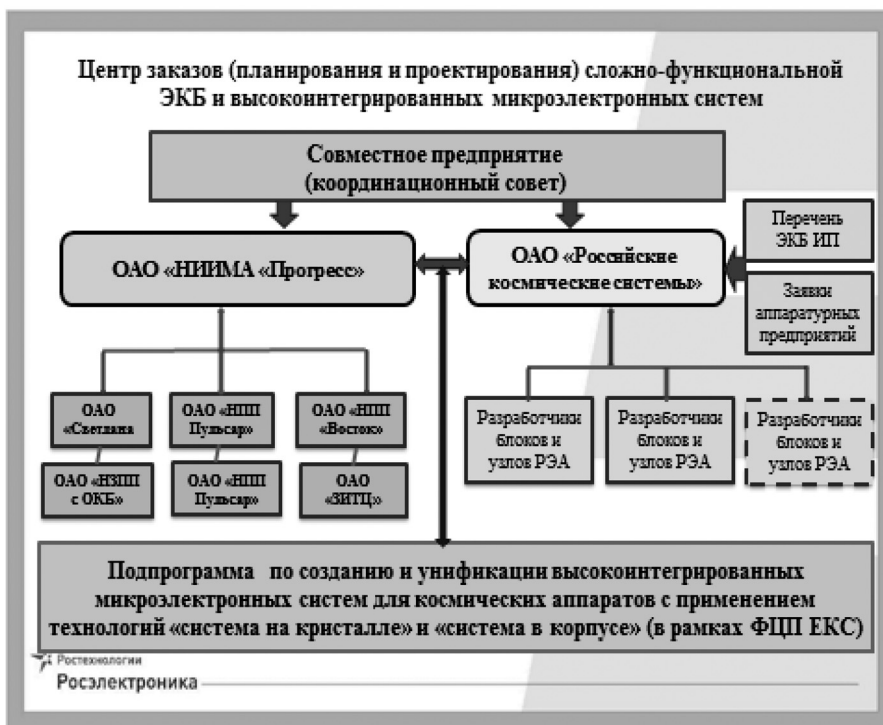 Центр заказов (планирования и проектирования) сложно-функциональной
ЭКБ и высокоинтегрированных микроэлектронных систем
Совместное предприятие
(координационный совет)
ОАО «НИИМА «Прогресс»
ОАО «Российские
космические системы»
Перечень
ЭКБ ИП
Заявки
аппаратурных
предприятий
ОАО
«Светлана
ОАО «НПП
Пульсар»
ОАО «НПП
«Восток»
ОАО «НЗПП
с ОКБ»
ОАО «НПП
Пульсар»
ОАО
«ЗИТЦ»
Разработчики
блоков и
узлов РЭА
Разработчики
блоков и
узлов РЭА
Разработчики
блоков и
узлов РЭА
Подпрограмма по созданию и унификации высокоинтегрированных
микроэлектронных систем для космических аппаратов с применением
технологий «система на кристалле» и «система в корпусе» (в рамках ФЦП ЕКС)
Ростехнологии
Росэлектроника